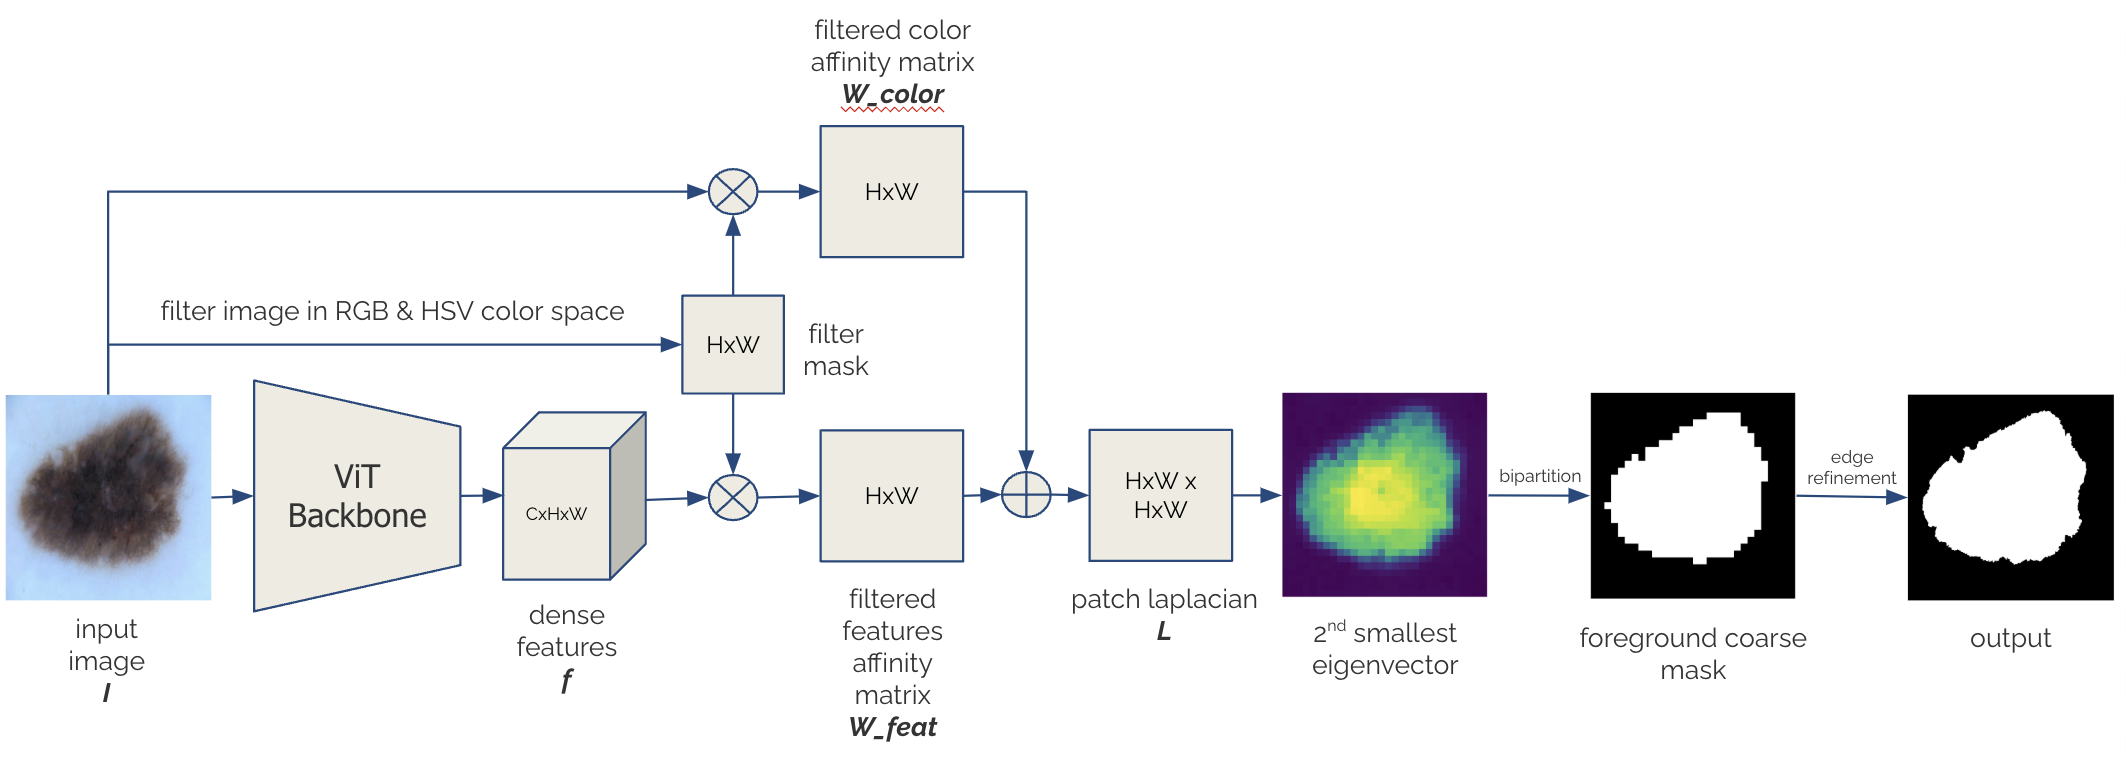 filtered color
affinity matrix
W_color
HxW
filter image in RGB & HSV color space
HxW
filter
mask
ViT
Backbone
CxHxW
HxW
HxW x
HxW
bipartition
edge
refinement
input
image
I
dense
features
f
filtered
features
affinity
matrix
W_feat
patch laplacian
L
2nd smallest
eigenvector
foreground coarse
mask
output